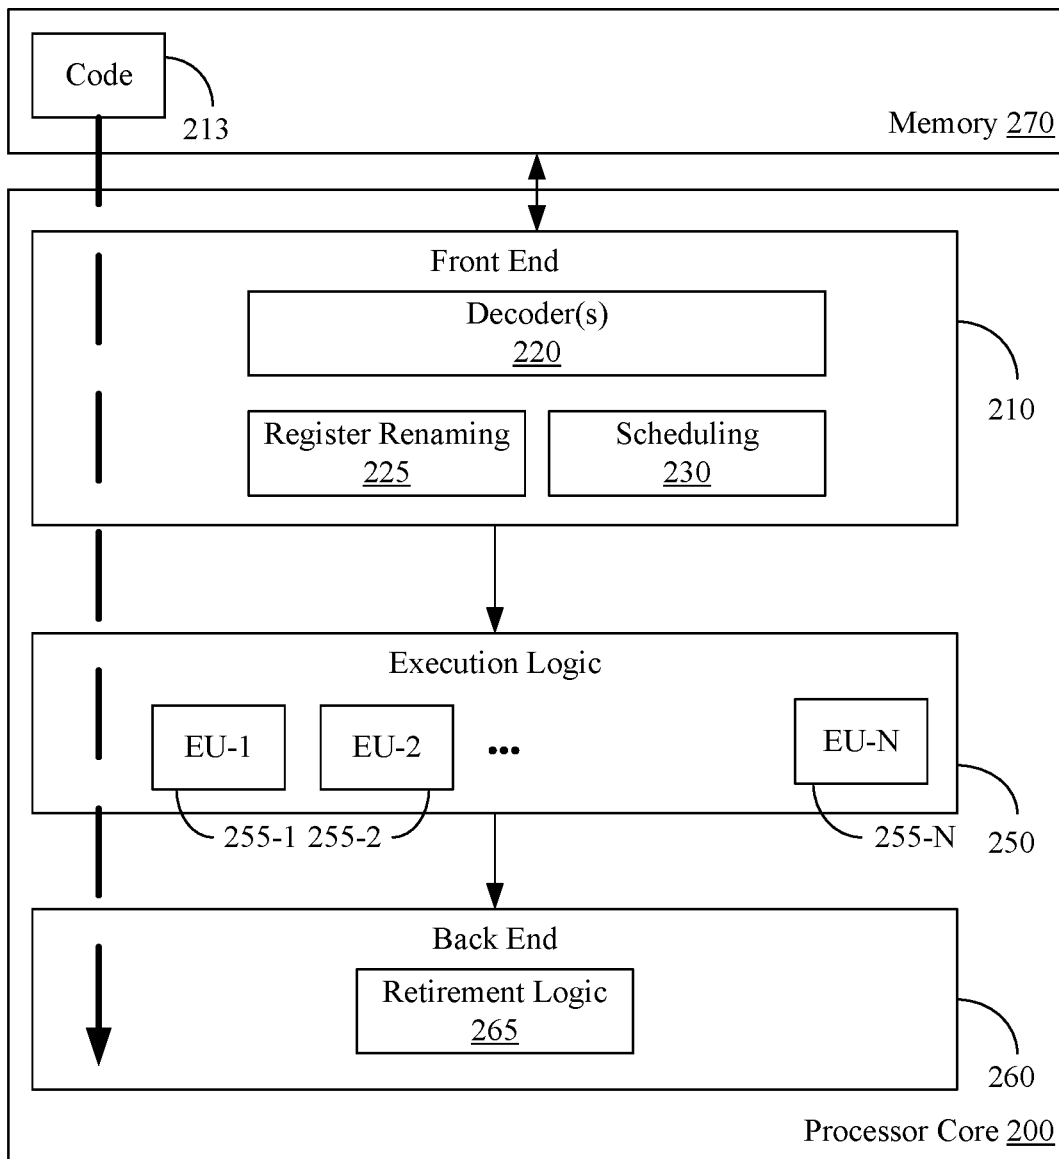 Code
213
Memory 270
Front End
Decoder(s)
220
Register Renaming
225
Scheduling
230
210
Execution Logic
EU-1
EU-2
...
EU-N
255-1
255-2
255-N
250
Back End
Retirement Logic
265
260
Processor Core 200